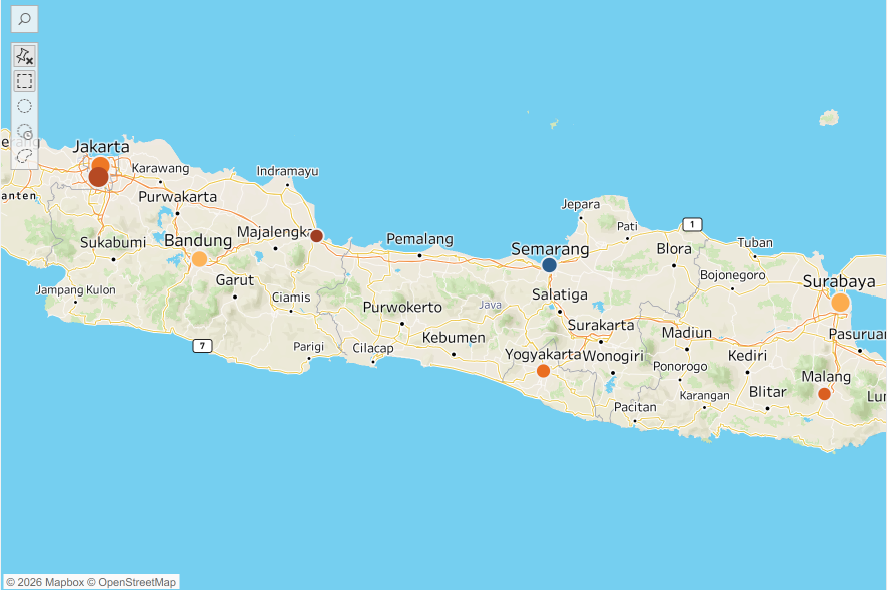 Jakarta
Karawang
Indramayu
Purwakarta
anten
Jepara
Pati
1
Majalengka
Bandung
Sukabumi
Pemalang
Semarang
Blora
Tuban
Bojonegoro
Surabaya
Garut
Jampang Kulon
Ciamis
Java
Salatiga
Purwokerto
Surakarta
Kebumen
Madiun
Pasuruan
7
Parigi
Cilacap
Yogyakarta
Wonogiri
Ponorogo
Kediri
Malang
Karangan
Blitar
Lum
Pacitan
© 2026 Mapbox © OpenStreetMap